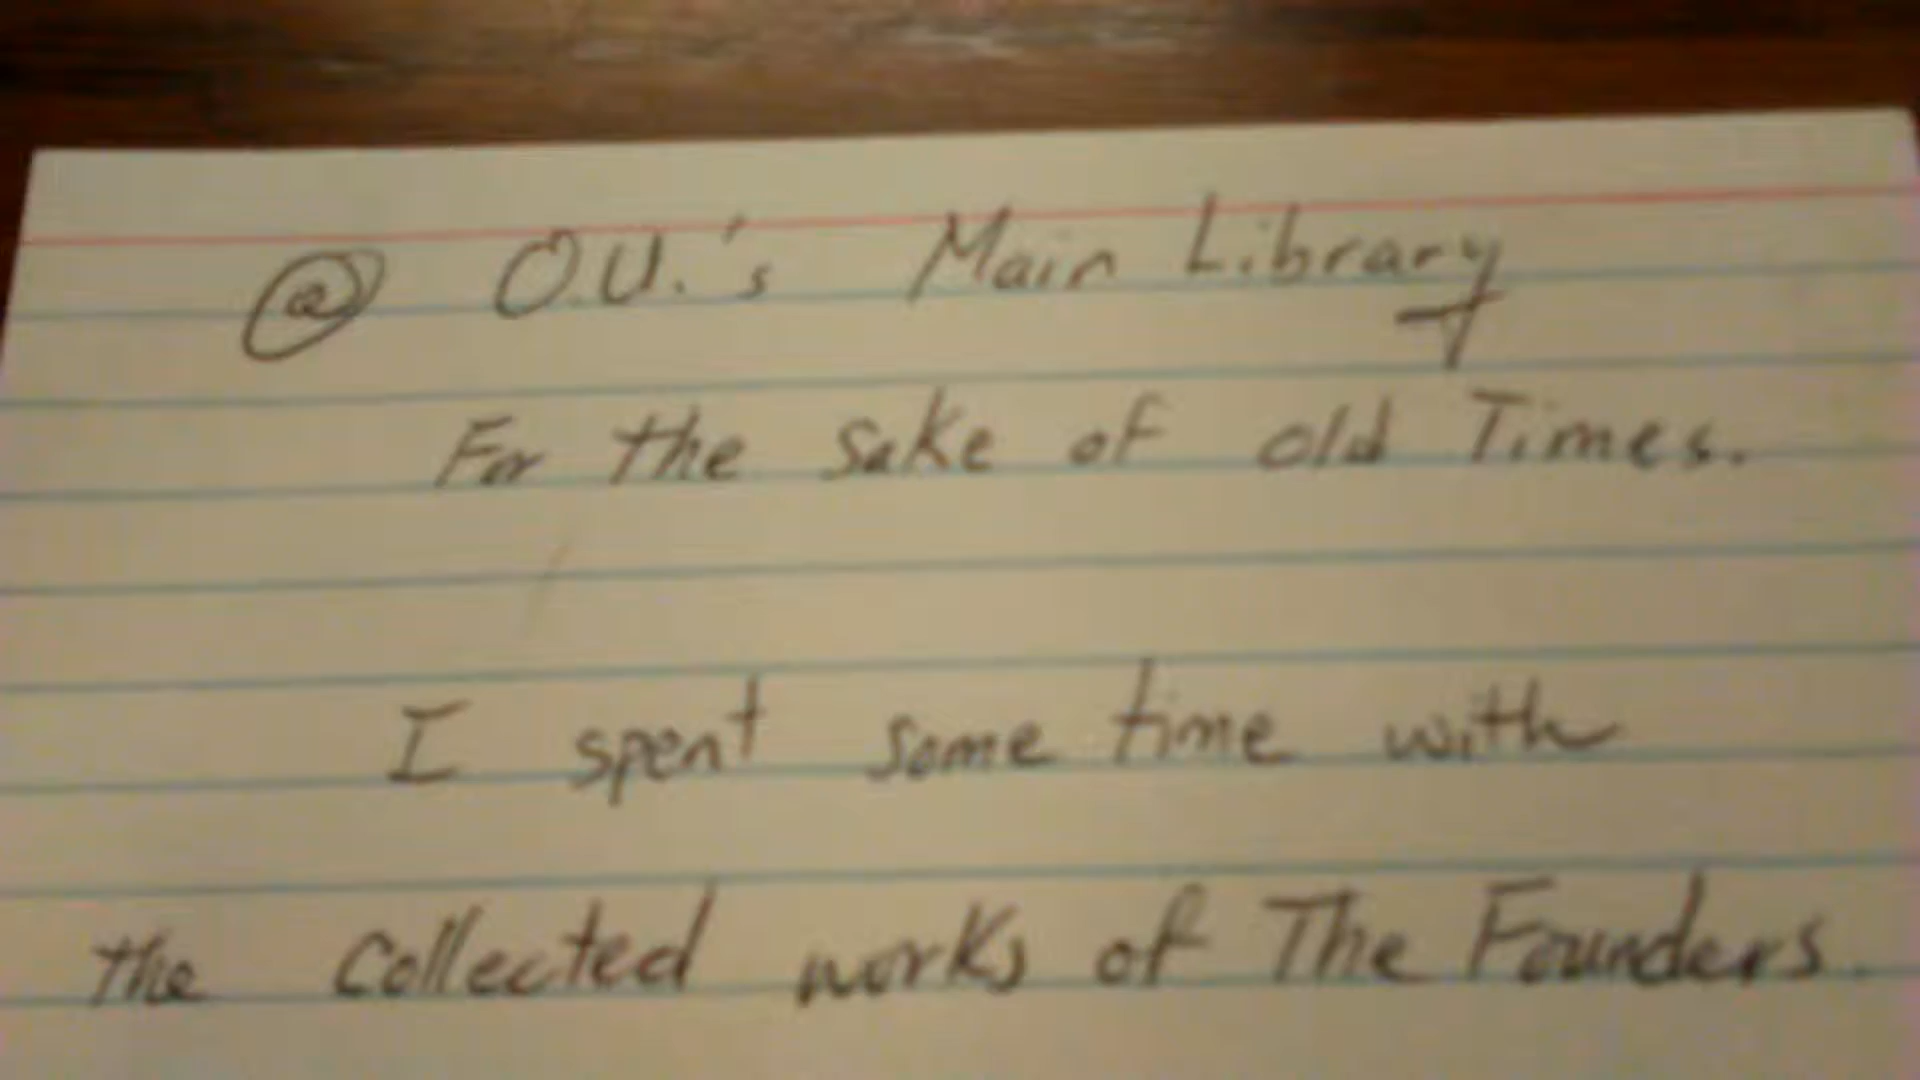 @ O.U.'s Main Library
For the sake of old Times.
I spent some time with
the Collected works of The Founders.